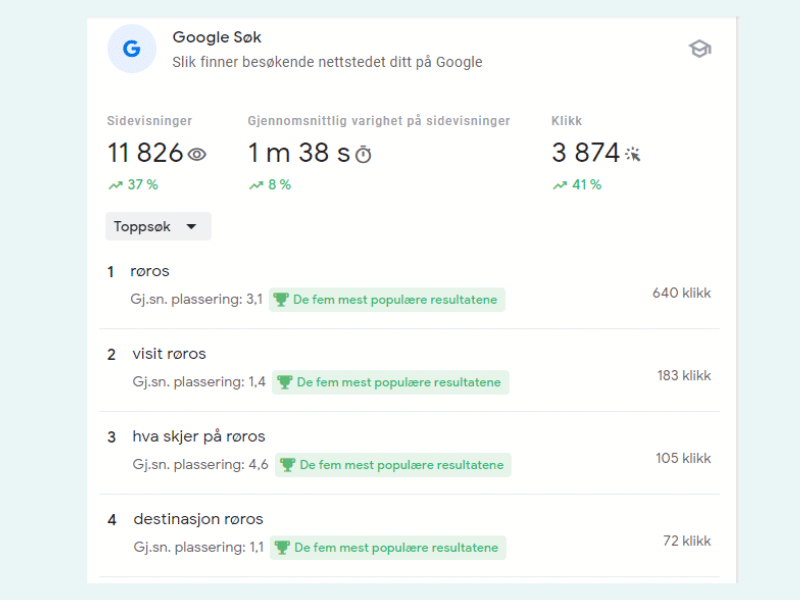 Google Søk
Slik finner besøkende nettstedet ditt på Google
Sidevisninger
11 826
37 %
Gjennomsnittlig varighet på sidevisninger
1 m 38 s
8 %
Klikk
3 874
41 %
Toppsøk
1 røros
Gj.sn. plassering: 3,1 De fem mest populære resultatene
640 klikk
2 visit røros
Gj.sn. plassering: 1,4 De fem mest populære resultatene
183 klikk
3 hva skjer på røros
Gj.sn. plassering: 4,6 De fem mest populære resultatene
105 klikk
4 destinasjon røros
Gj.sn. plassering: 1,1 De fem mest populære resultatene
72 klikk